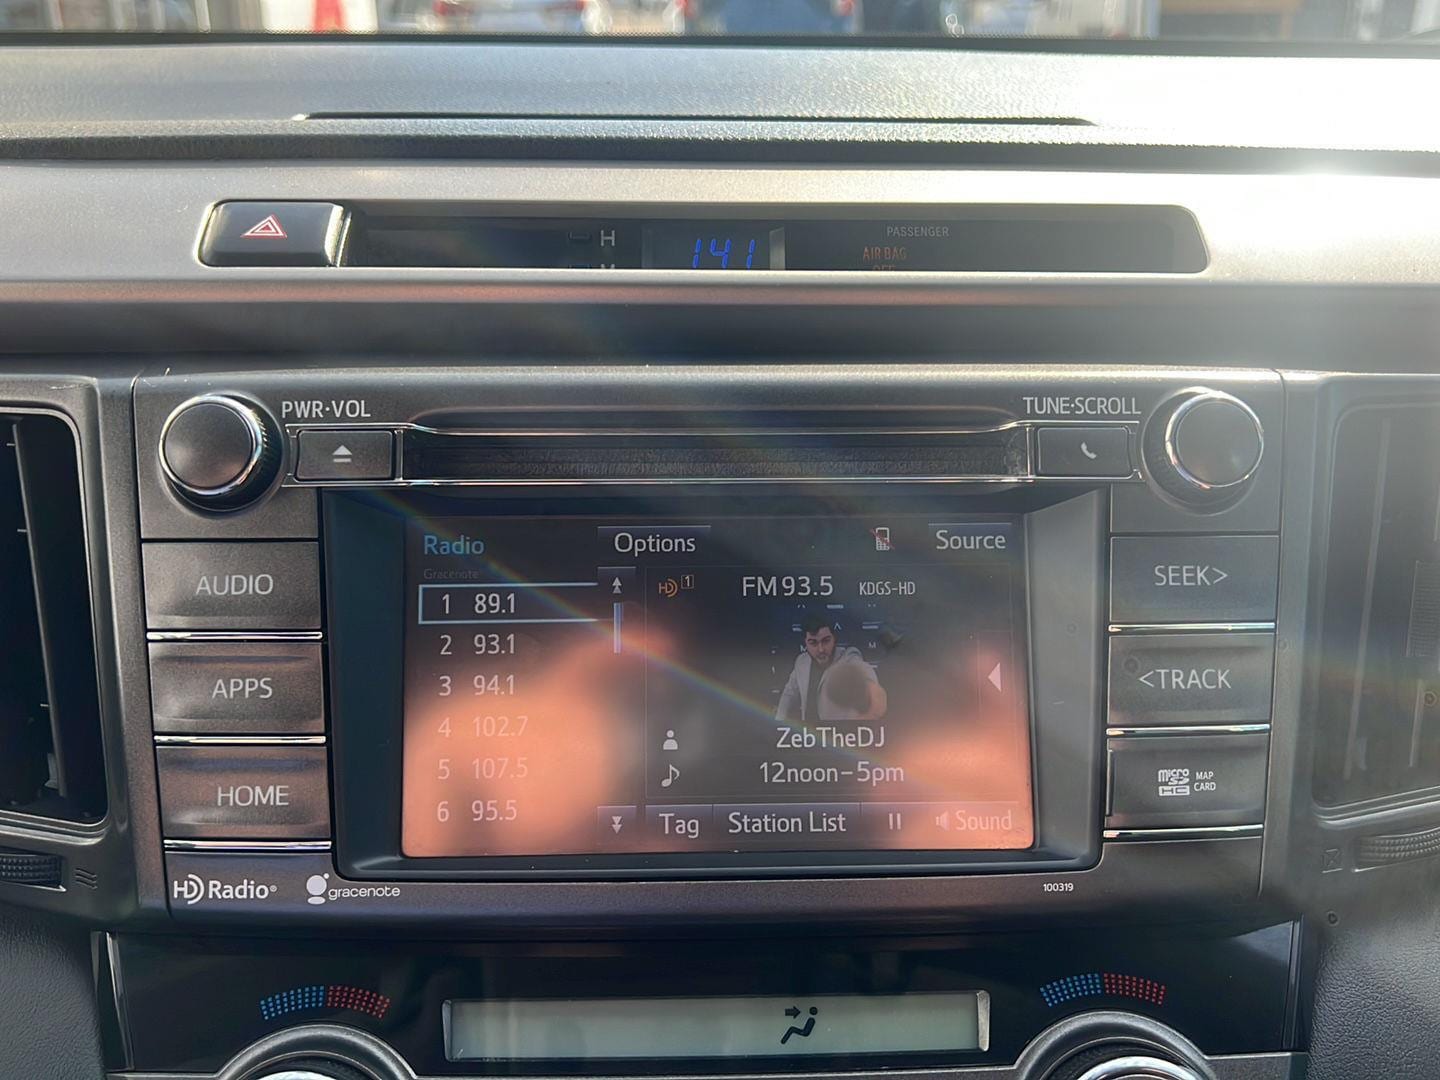 H
141
PASSENGER
AIR BAG
OFF
PWR·VOL
TUNE·SCROLL
AUDIO
APPS
HOME
Radio
Options
Source
Gracenote
1 89.1
2 93.1
3 94.1
4 102.7
5 107.5
6 95.5
HD 1
FM 93.5 KDGS-HD
ZebTheDJ
12noon-5pm
Tag
Station List
Sound
SEEK>
<TRACK
micro
SD
HC
MAP
CARD
HD Radio®
gracenote
100319